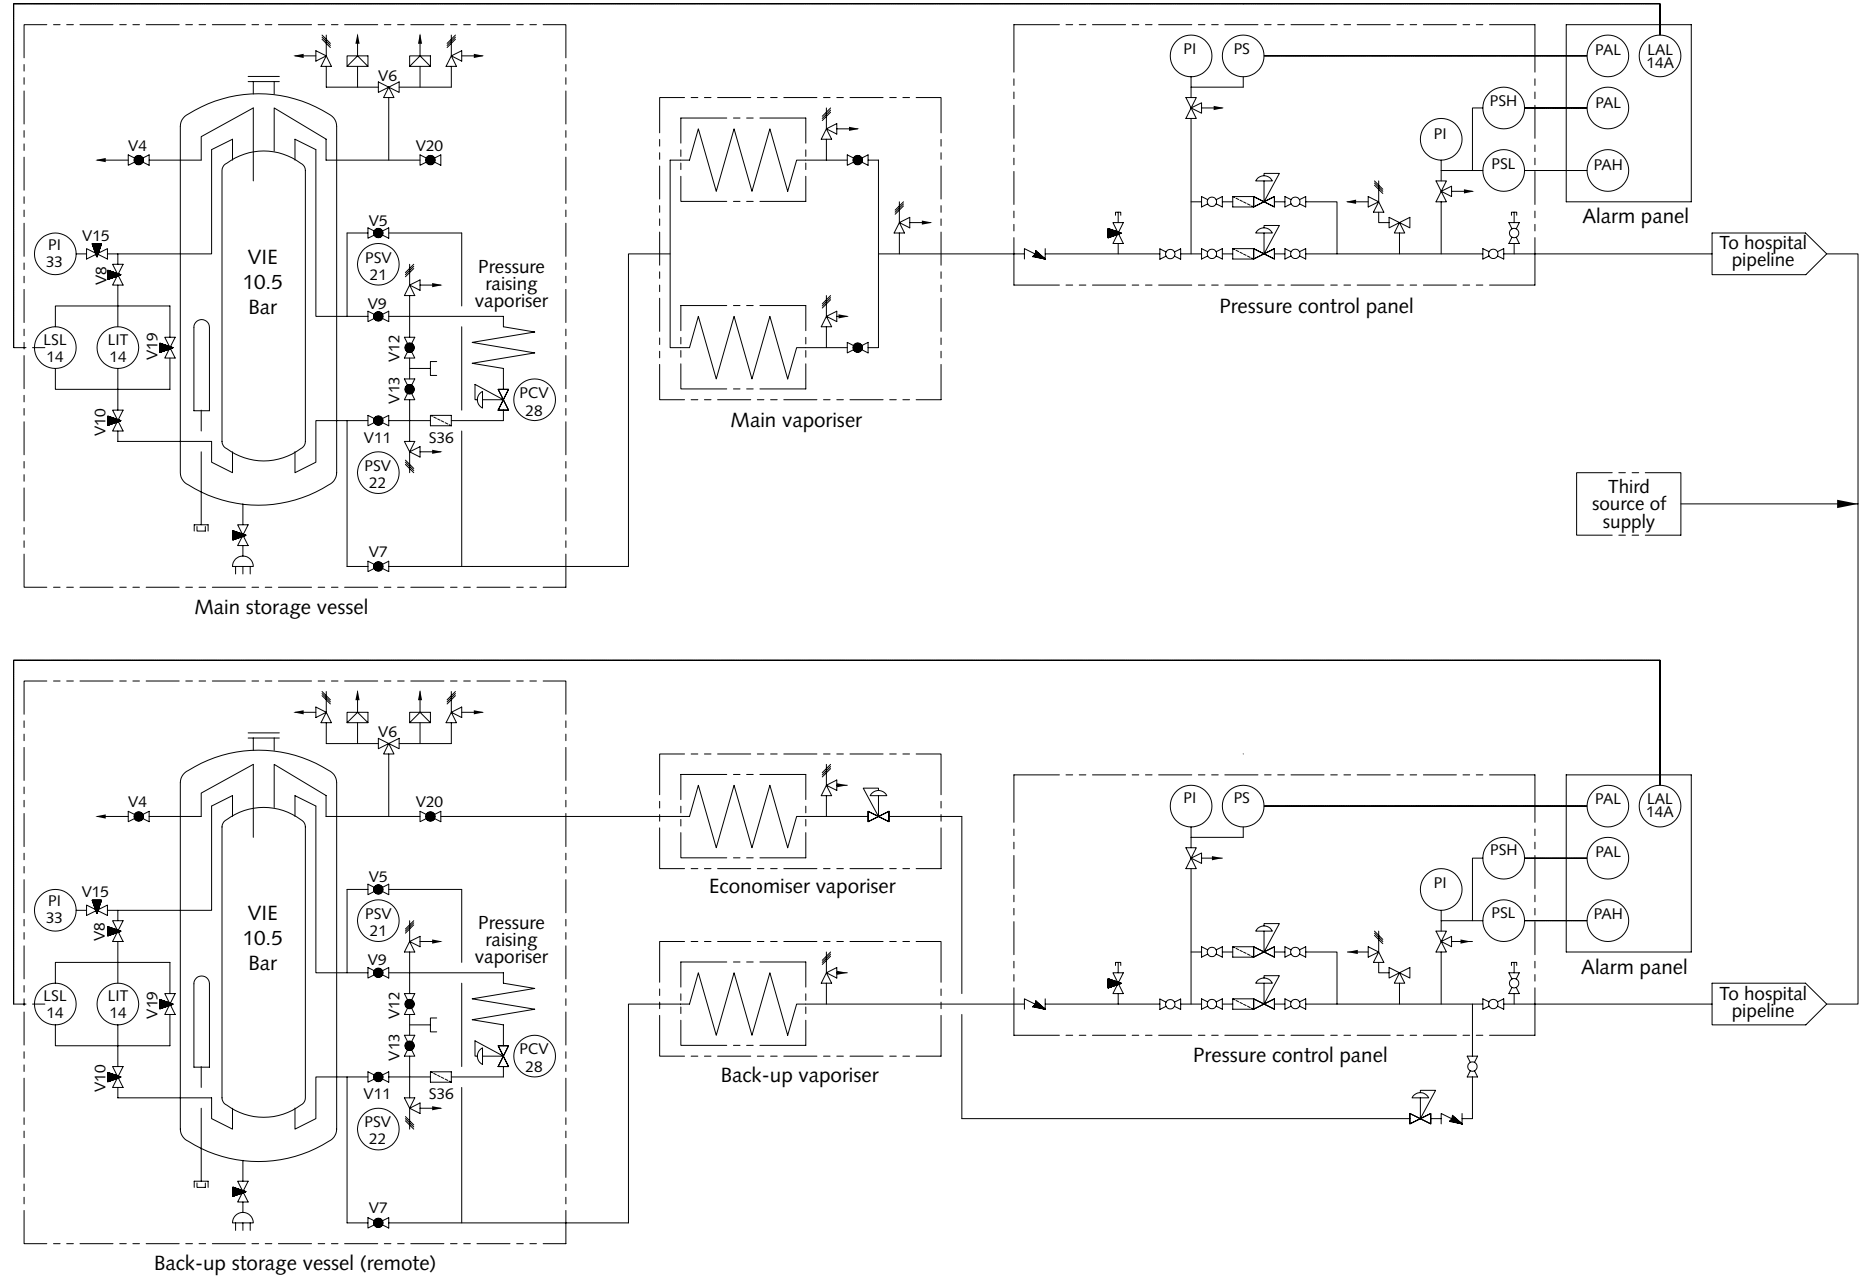 PI
PS
PAL
LAL
14A
V6
PSH
PAL
PI
V4
V20
PSL
PAH
Alarm panel
V5
V15
PI
33
VIE
10.5
Bar
PSV
21
Pressure
raising
vaporiser
To hospital
pipeline
V8
V9
Pressure control panel
LSL
14
LIT
14
V19
V12
V13
PCV
28
V10
V11
S36
Main vaporiser
PSV
22
Third
source of
supply
V7
Main storage vessel
V6
PI
PS
PAL
LAL
14A
V4
V20
PSH
PAL
Economiser vaporiser
PI
V5
V15
PI
33
VIE
10.5
Bar
PSV
21
Pressure
raising
vaporiser
PSL
PAH
V8
V9
Alarm panel
LSL
14
LIT
14
V19
V12
To hospital
pipeline
V13
PCV
28
Pressure control panel
V10
Back-up vaporiser
V11
S36
PSV
22
V7
Back-up storage vessel (remote)